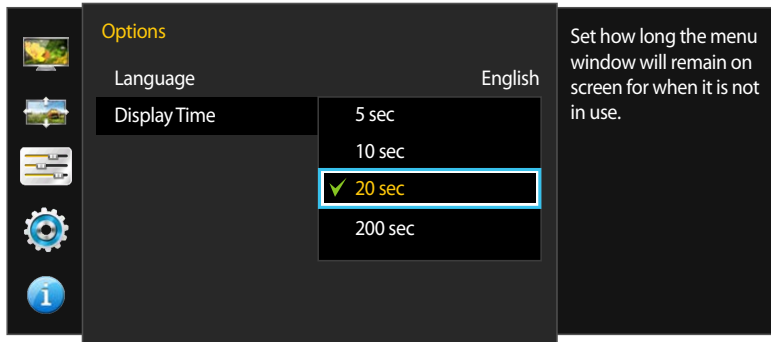 Options
Language English
Display Time
5 sec
10 sec
20 sec
200 sec
Set how long the menu
window will remain on
screen for when it is not
in use.